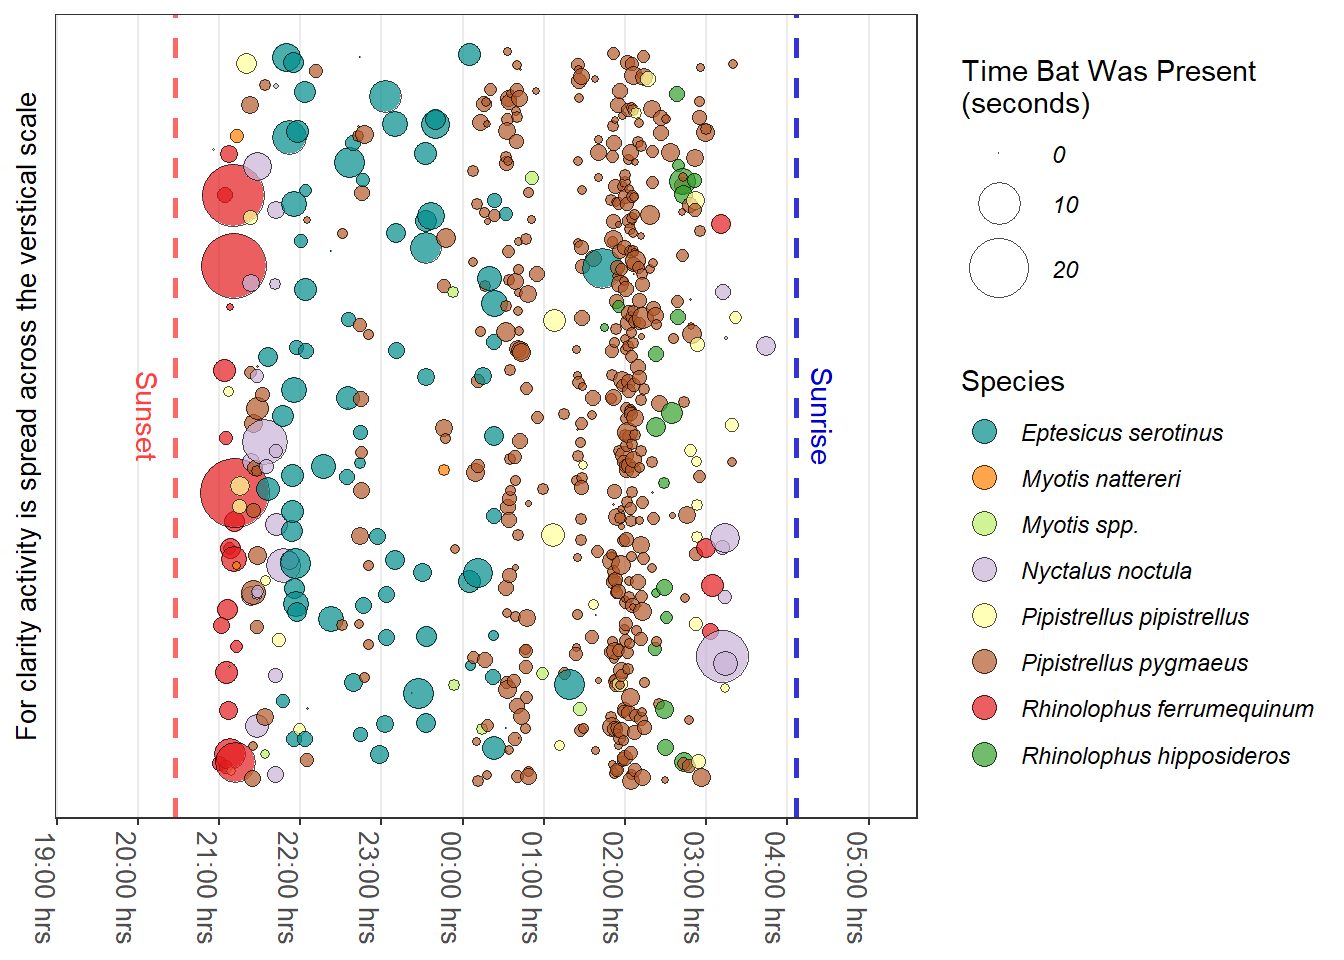 For clarity activity is spread across the verstical scale
Sunset
Sunrise
19:00 hrs
20:00 hrs
21:00 hrs
22:00 hrs
23:00 hrs
00:00 hrs
01:00 hrs
02:00 hrs
03:00 hrs
04:00 hrs
05:00 hrs
Time Bat Was Present
(seconds)
0
10
20
Species
Eptesicus serotinus
Myotis nattereri
Myotis spp.
Nyctalus noctula
Pipistrellus pipistrellus
Pipistrellus pygmaeus
Rhinolophus ferrumequinum
Rhinolophus hipposideros